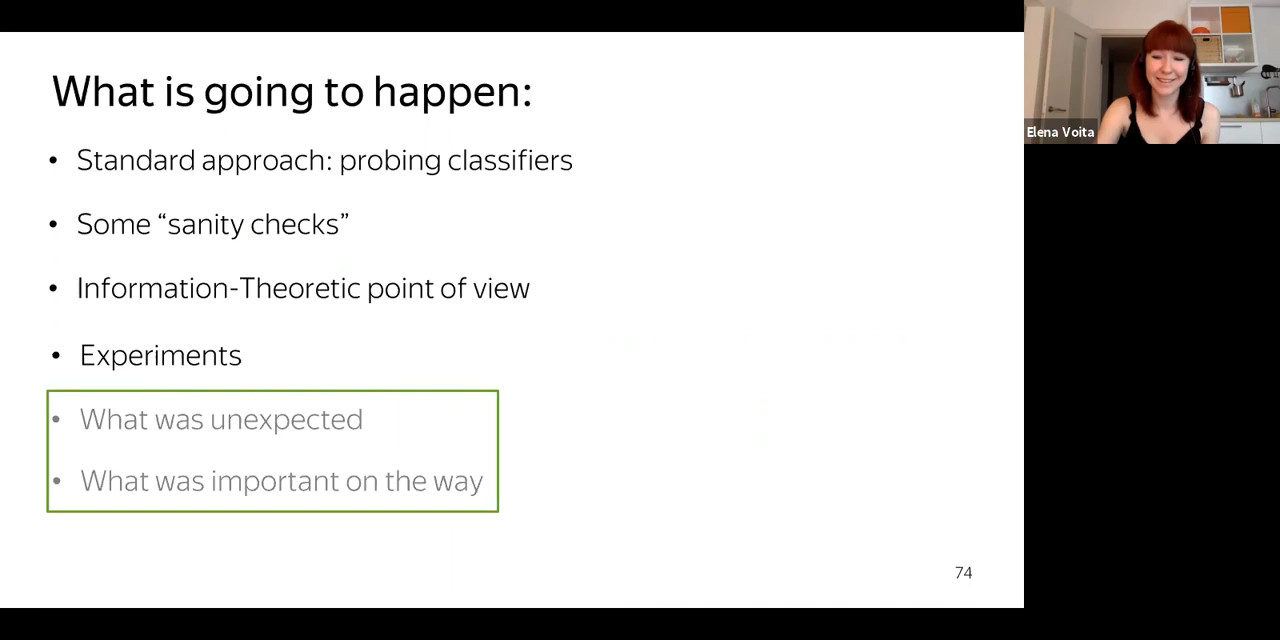 What is going to happen:
• Standard approach: probing classifiers
• Some “sanity checks”
• Information-Theoretic point of view
• Experiments
• What was unexpected
• What was important on the way
74
Elena Voita